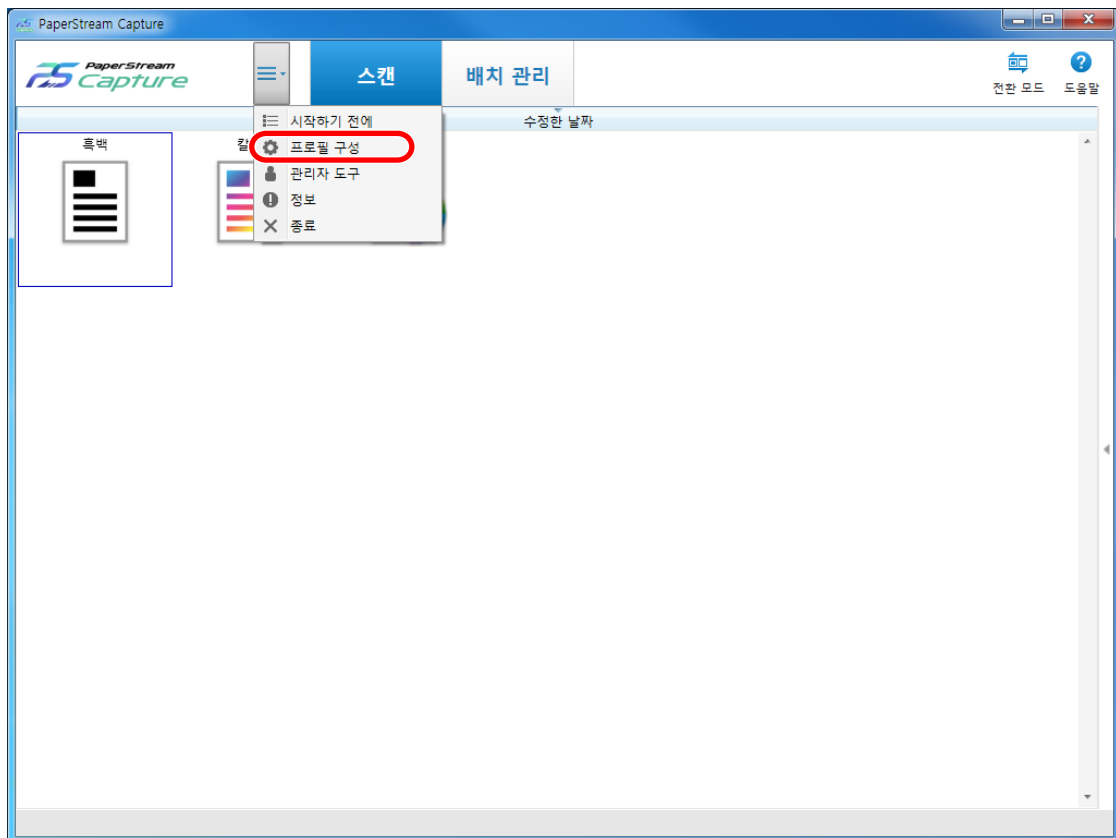 PaperStream Capture
PaperStream
Capture
스캔
배치 관리
전환 모드
도움말
시작하기 전에
수정한 날짜
흑백
프로필 구성
관리자 도구
정보
종료